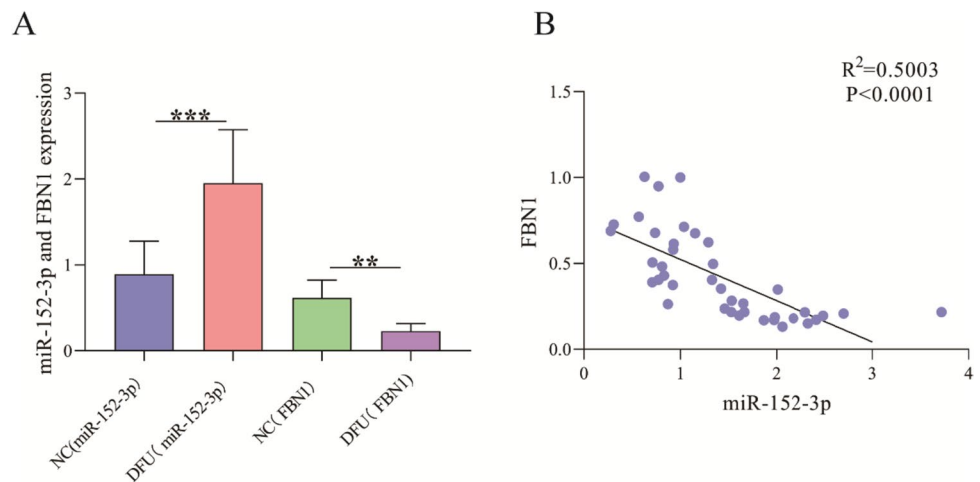 A
miR-152-3p and FBN1 expression
3
2
1
0
***
**
NC(miR-152-3p)
DFU( miR-152-3p)
NC( FBN1)
DFU( FBN1)
B
R²=0.5003
P<0.0001
FBN1
1.5
1.0
0.5
0.0
0
1
2
3
4
miR-152-3p